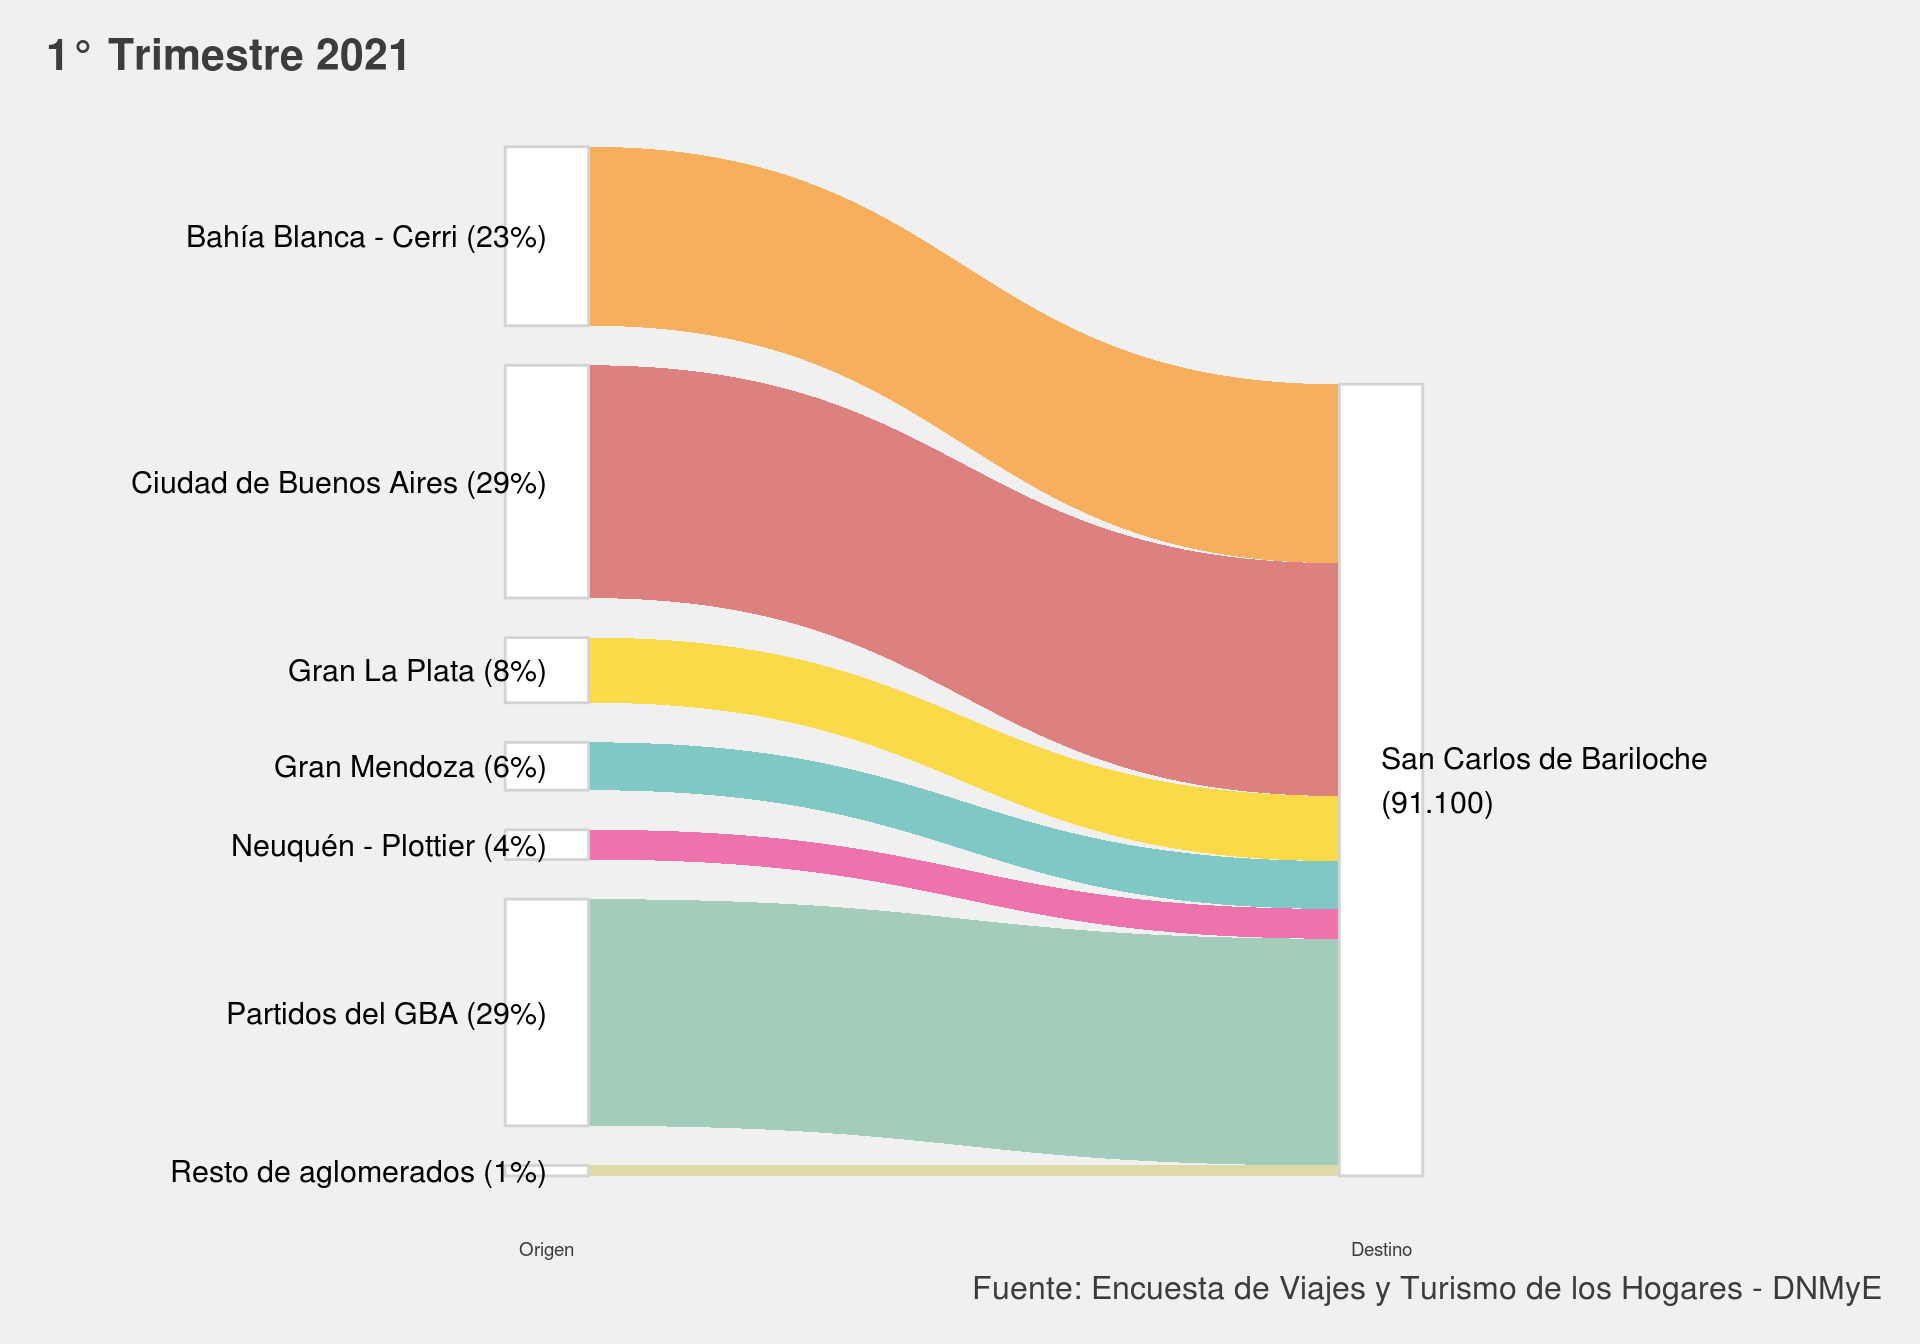 1° Trimestre 2021
Bahía Blanca - Cerri (23%)
Ciudad de Buenos Aires (29%)
Gran La Plata (8%)
Gran Mendoza (6%)
Neuquén - Plottier (4%)
Partidos del GBA (29%)
Resto de aglomerados (1%)
San Carlos de Bariloche
(91.100)
Origen
Destino
Fuente: Encuesta de Viajes y Turismo de los Hogares - DNMyE